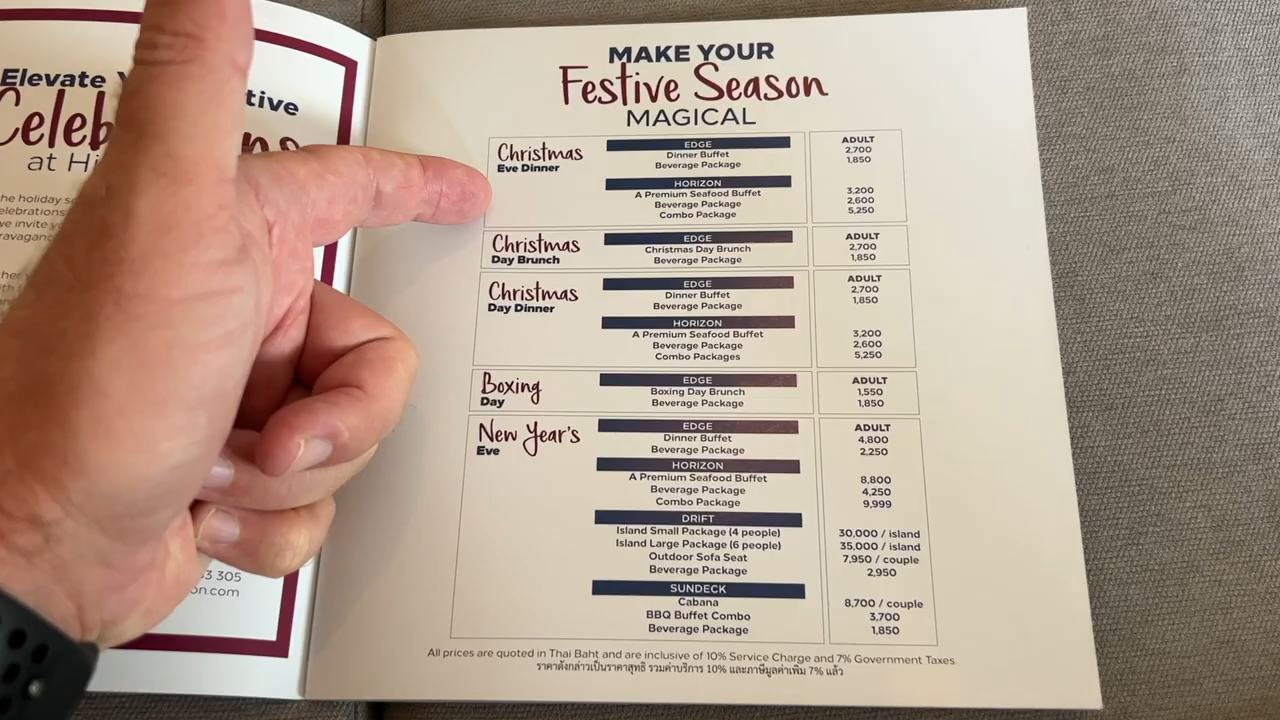 Elevate
tive
Celeb
ns
at Hi
he holiday se
elebrations
ve invite y
ravaganc
her y
ith
53 305
on.com
MAKE YOUR
Festive Season
MAGICAL
Christmas
Eve Dinner
EDGE
Dinner Buffet
Beverage Package
HORIZON
A Premium Seafood Buffet
Beverage Package
Combo Package
ADULT
2,700
1,850
3,200
2,600
5,250
Christmas
Day Brunch
EDGE
Christmas Day Brunch
Beverage Package
ADULT
2,700
1,850
Christmas
Day Dinner
EDGE
Dinner Buffet
Beverage Package
HORIZON
A Premium Seafood Buffet
Beverage Package
Combo Packages
ADULT
2,700
1,850
3,200
2,600
5,250
Boxing
Day
EDGE
Boxing Day Brunch
Beverage Package
ADULT
1,550
1,850
New Year's
Eve
EDGE
Dinner Buffet
Beverage Package
HORIZON
A Premium Seafood Buffet
Beverage Package
Combo Package
DRIFT
Island Small Package (4 people)
Island Large Package (6 people)
Outdoor Sofa Seat
Beverage Package
SUNDECK
Cabana
BBQ Buffet Combo
Beverage Package
ADULT
4,800
2,250
8,800
4,250
9,999
30,000 / island
35,000 / island
7,950 / couple
2,950
8,700 / couple
3,700
1,850
All prices are quoted in Thai Baht and are inclusive of 10% Service Charge and 7% Government Taxes
ราคาดังกล่าวเป็นราคาสุทธิ รวมค่าบริการ 10% และภาษีมูลค่าเพิ่ม 7% แล้ว